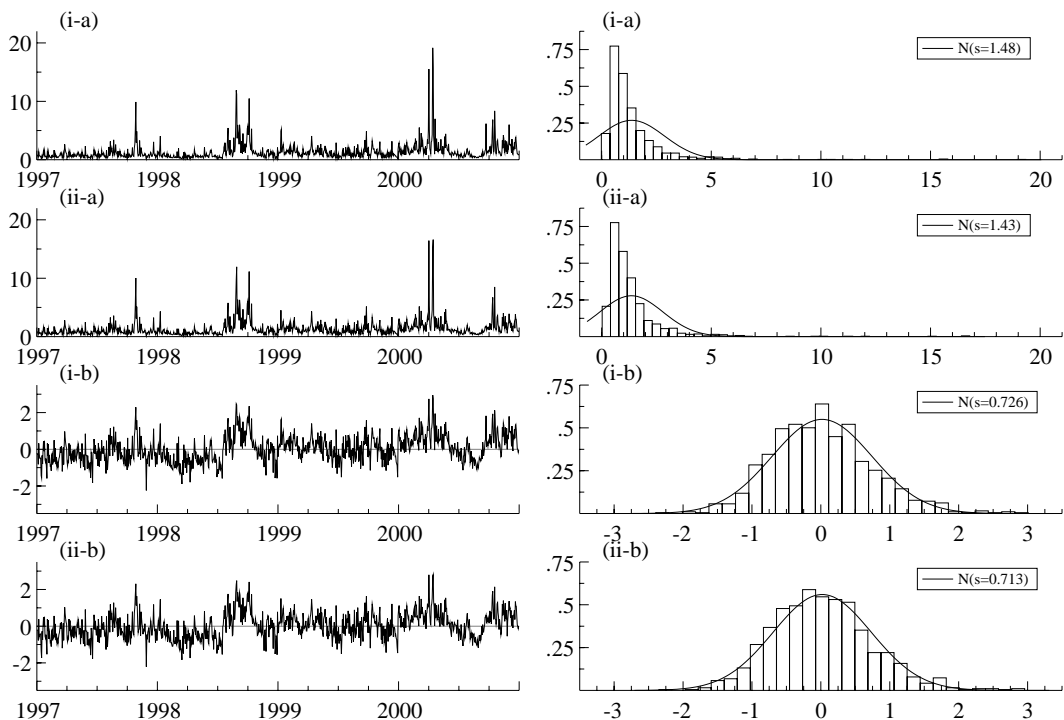 (i-a)
20
10
0
1997 1998 1999 2000
(i-a)
.75
.5
.25
N(s=1.48)
0 5 10 15 20
(ii-a)
20
10
0
1997 1998 1999 2000
(ii-a)
.75
.5
.25
N(s=1.43)
0 5 10 15 20
(i-b)
2
0
-2
1997 1998 1999 2000
(i-b)
.75
.5
.25
N(s=0.726)
-3 -2 -1 0 1 2 3
(ii-b)
2
0
-2
1997 1998 1999 2000
(ii-b)
.75
.5
.25
N(s=0.713)
-3 -2 -1 0 1 2 3